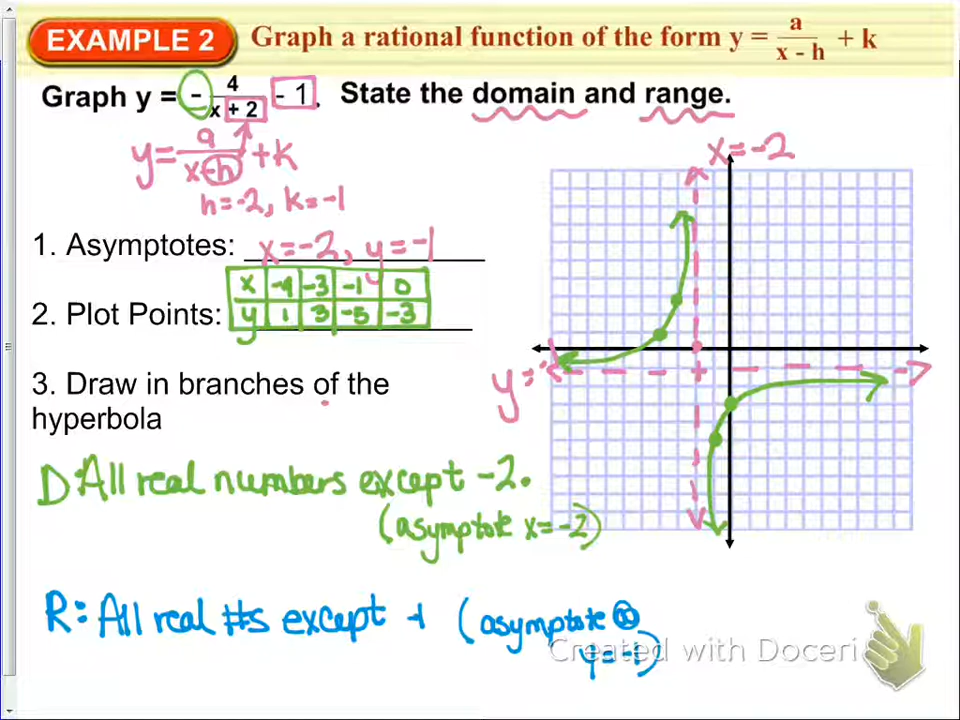 EXAMPLE 2 Graph a rational function of the form y = a/(x - h) + k
Graph y = - 4/(x + 2) - 1. State the domain and range.
y = a/(x - h) + k
h = -2, k = -1
x = -2
1. Asymptotes: x = -2, y = -1
x -4 -3 -1 0
2. Plot Points: y 1 3 -5 -3
y = -1
3. Draw in branches of the
hyperbola
D: All real numbers except -2.
(asymptote x = -2)
R: All real #s except -1 (asymptote @
y = -1)
Created with Doceri